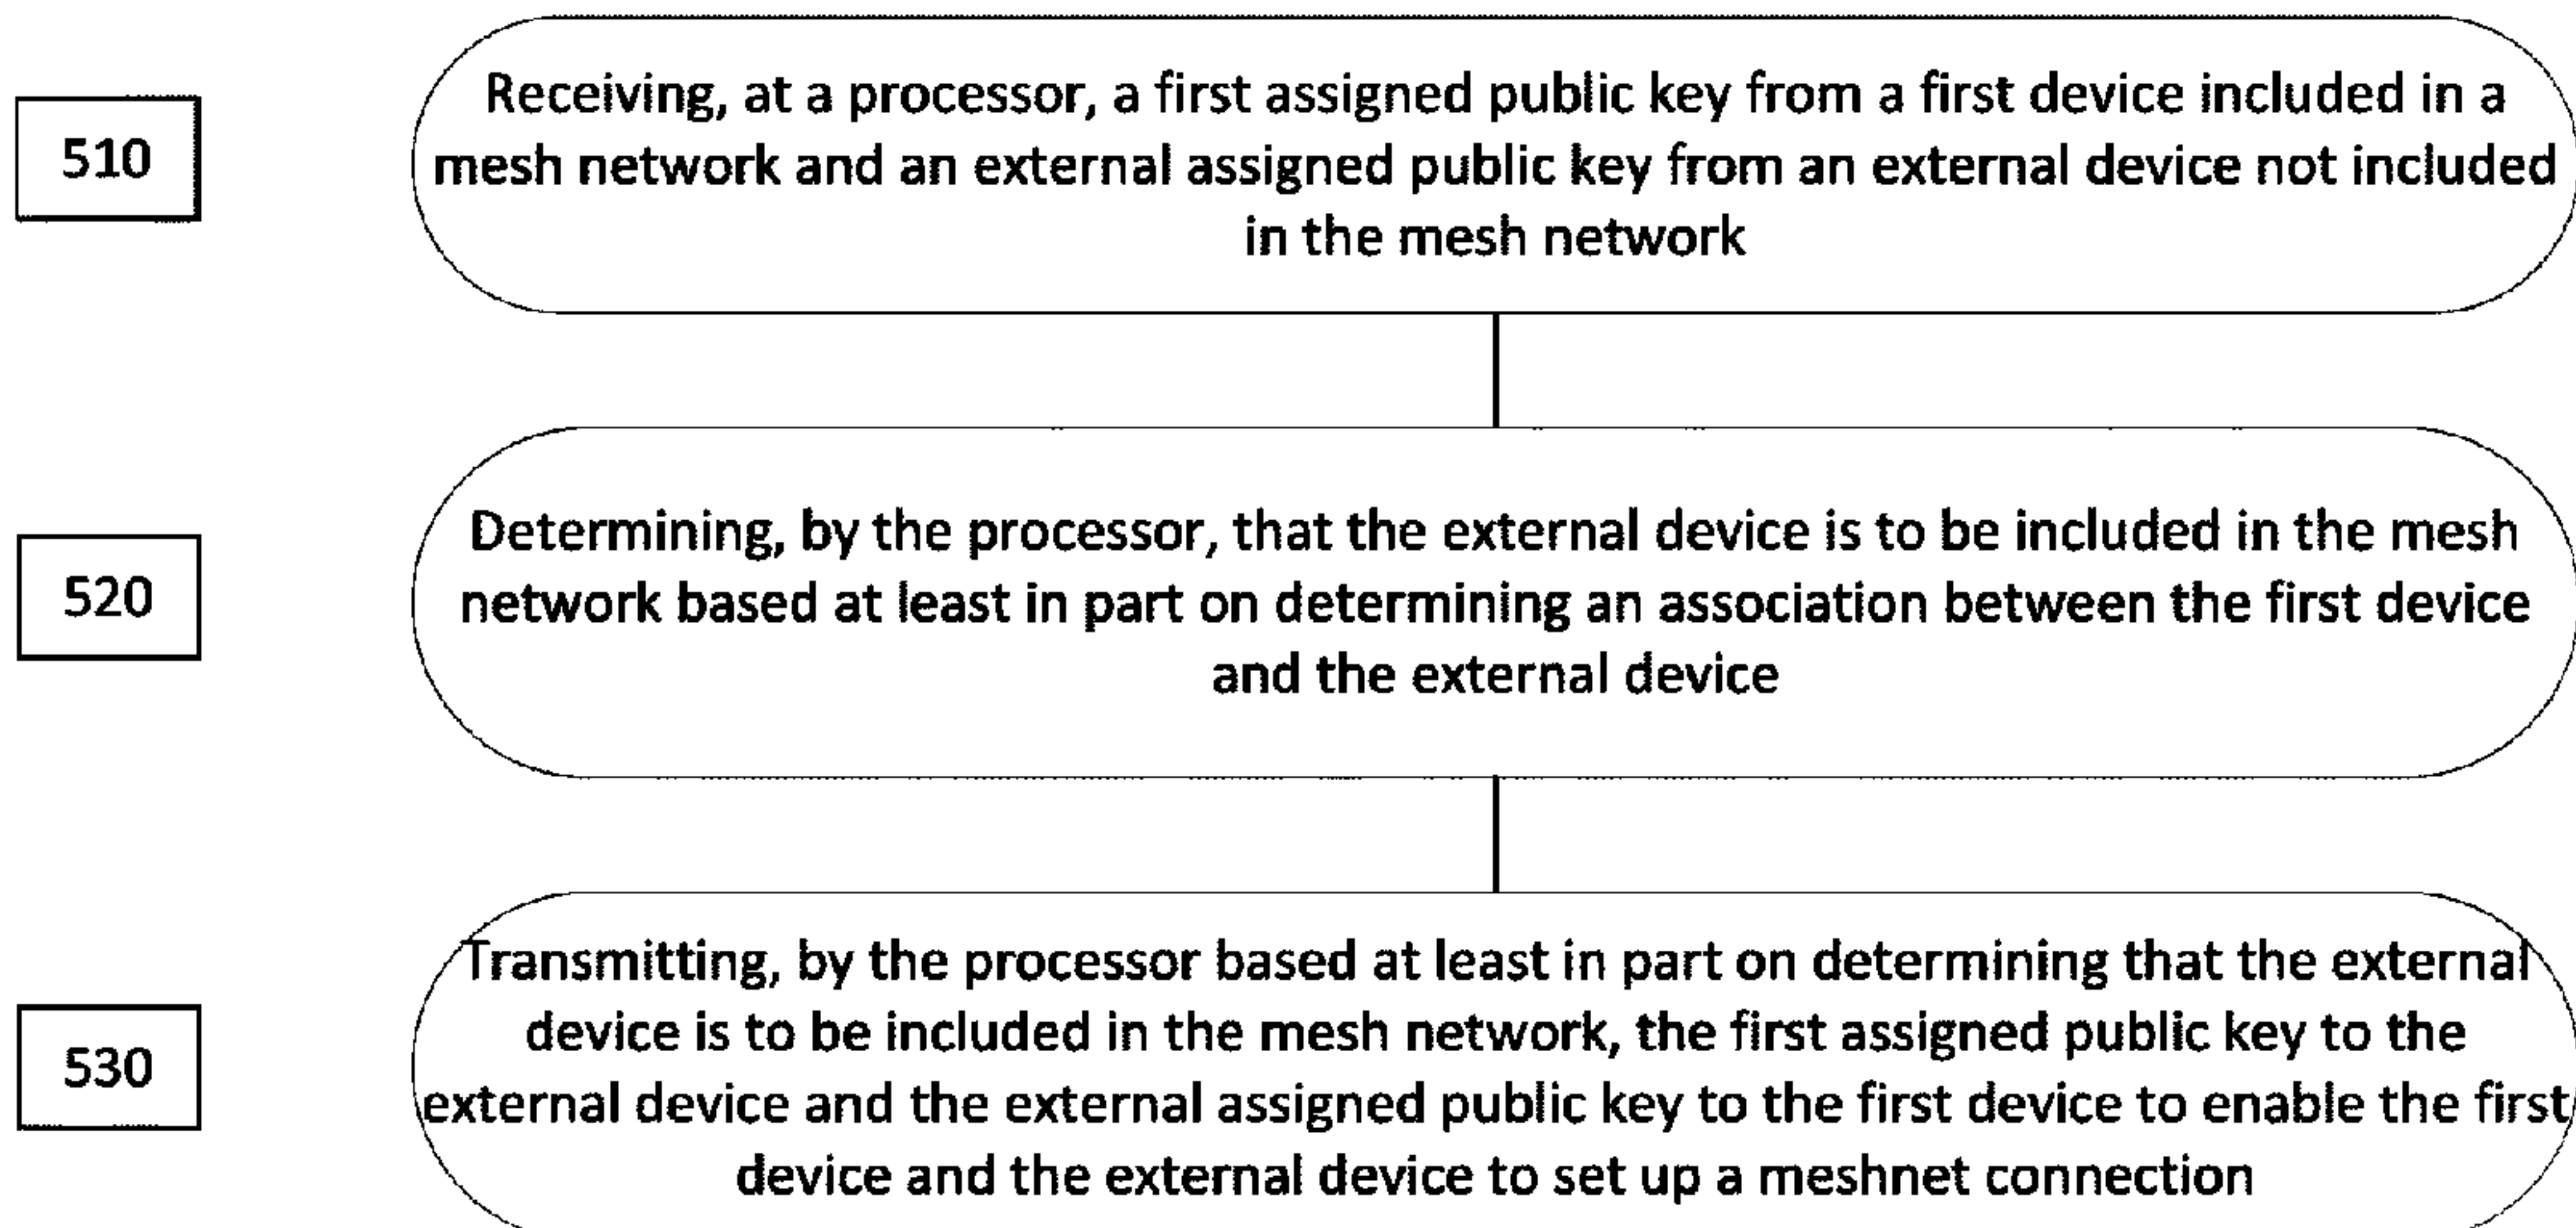 510
Receiving, at a processor, a first assigned public key from a first device included in a
mesh network and an external assigned public key from an external device not included
in the mesh network
520
Determining, by the processor, that the external device is to be included in the mesh
network based at least in part on determining an association between the first device
and the external device
530
Transmitting, by the processor based at least in part on determining that the external
device is to be included in the mesh network, the first assigned public key to the
external device and the external assigned public key to the first device to enable the first
device and the external device to set up a meshnet connection